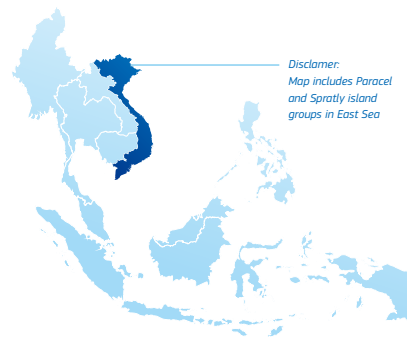 Disclamer:
Map includes Paracel
and Spratly island
groups in East Sea